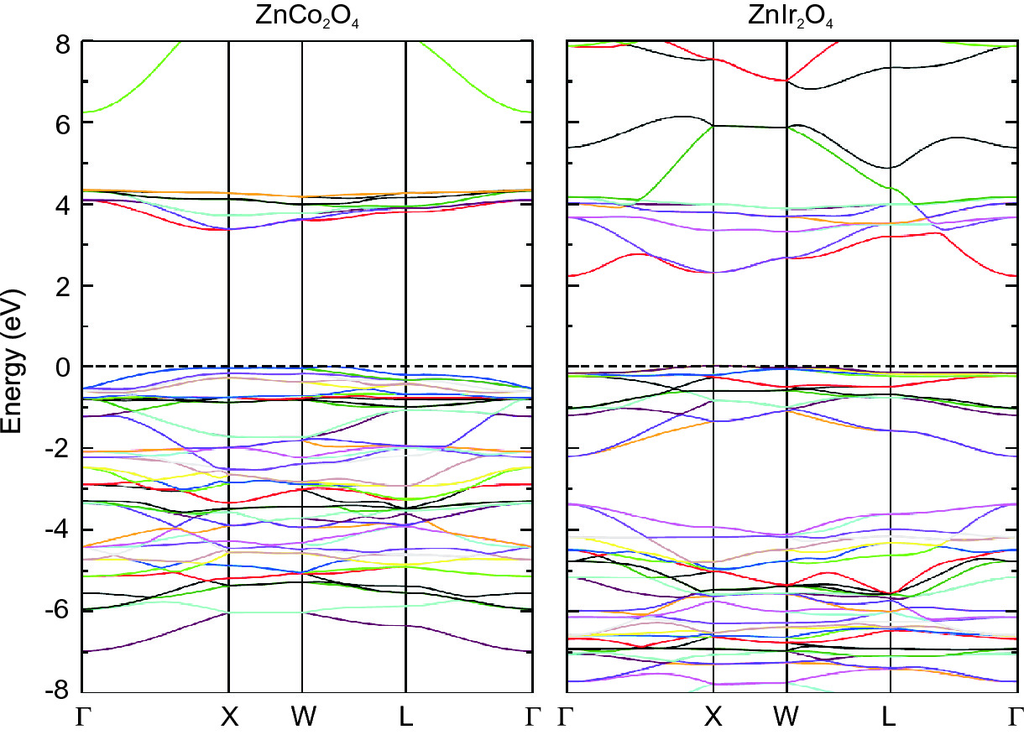 ZnCo₂O₄
ZnIr₂O₄
Energy (eV)
8
6
4
2
0
-2
-4
-6
-8
Γ X W L Γ
Γ X W L Γ